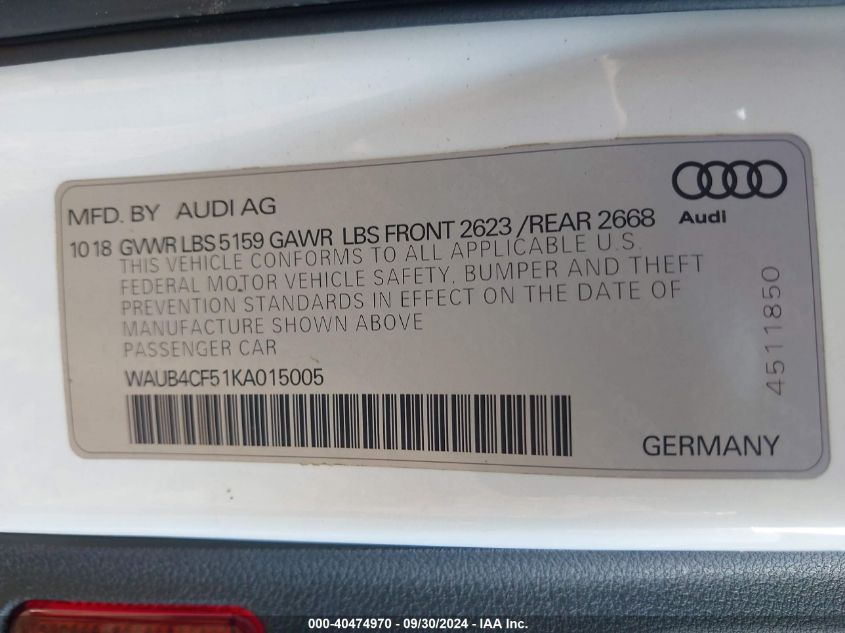 MFD. BY AUDI AG
Audi
10 18 GVWR LBS 5159 GAWR LBS FRONT 2623 /REAR 2668
THIS VEHICLE CONFORMS TO ALL APPLICABLE U.S.
FEDERAL MOTOR VEHICLE SAFETY, BUMPER AND THEFT
PREVENTION STANDARDS IN EFFECT ON THE DATE OF
MANUFACTURE SHOWN ABOVE
PASSENGER CAR
WAUB4CF51KA015005
4511850
GERMANY
000-40474970 - 09/30/2024 - IAA Inc.